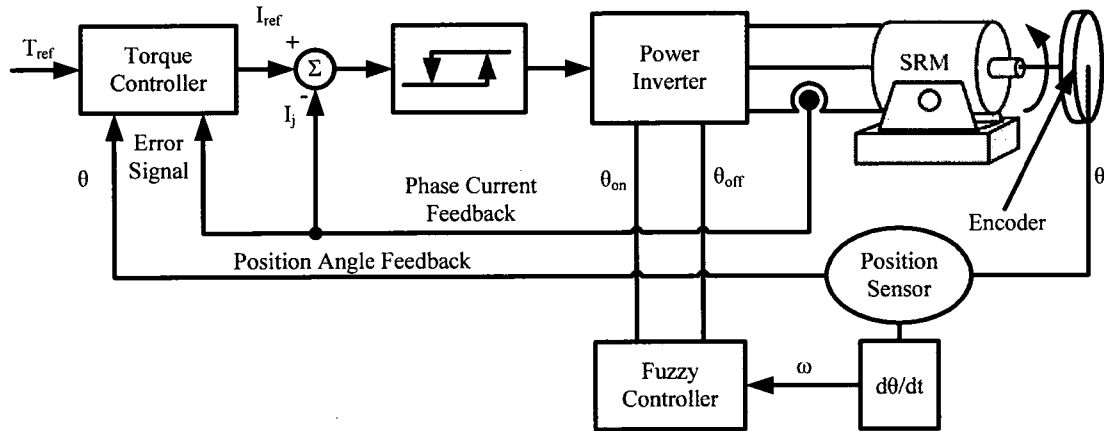 T_ref
Torque
Controller
I_ref
+
Σ
-
I_j
Power
Inverter
SRM
Error
Signal
θ
Phase Current
Feedback
θ_on
θ_off
Encoder
θ
Position Angle Feedback
Position
Sensor
Fuzzy
Controller
ω
dθ/dt